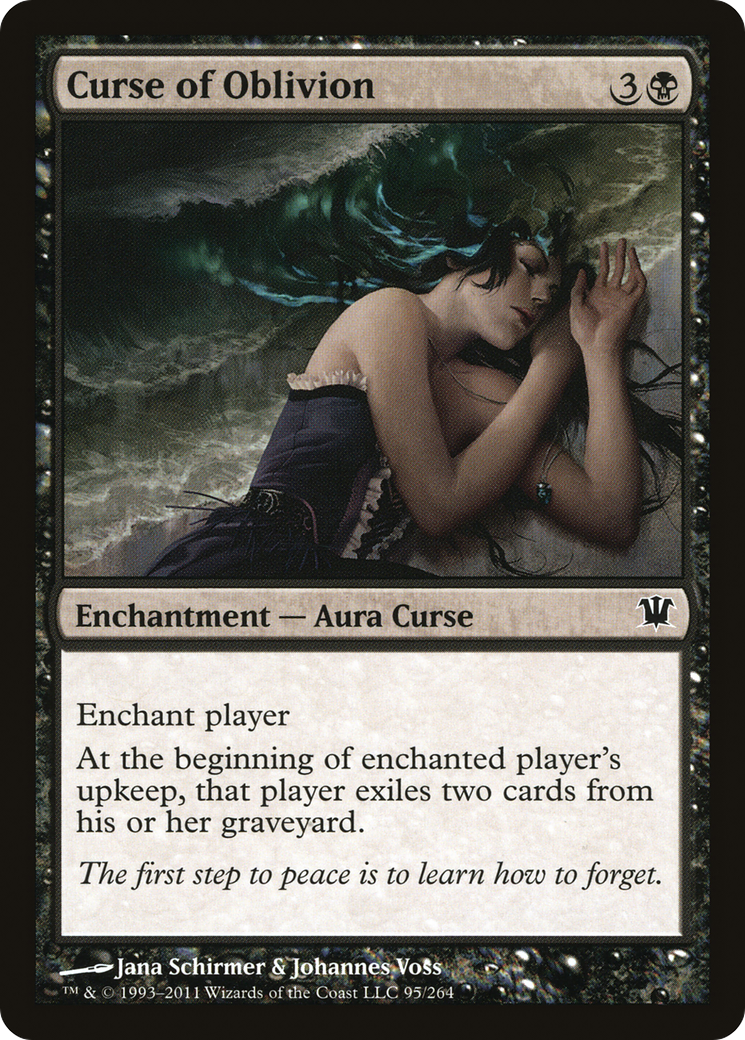 Curse of Oblivion 3
Enchantment — Aura Curse
Enchant player
At the beginning of enchanted player's
upkeep, that player exiles two cards from
his or her graveyard.
The first step to peace is to learn how to forget.
Jana Schirmer & Johannes Voss
™ & © 1993–2011 Wizards of the Coast LLC 95/264